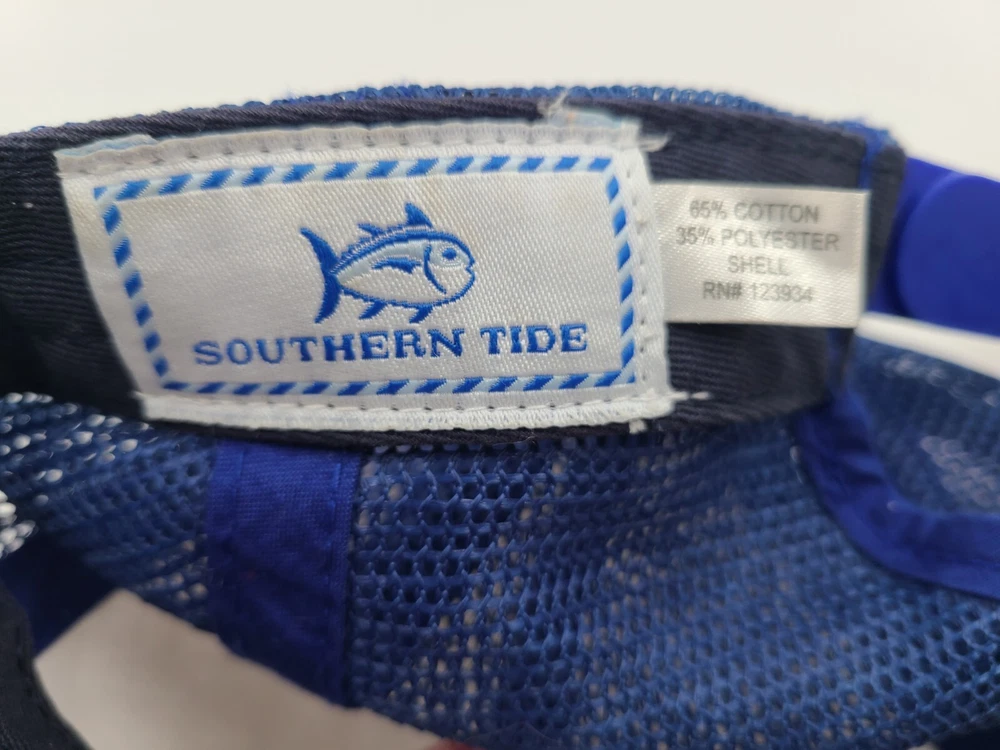 SOUTHERN TIDE
65% COTTON
35% POLYESTER
SHELL
RN# 123934